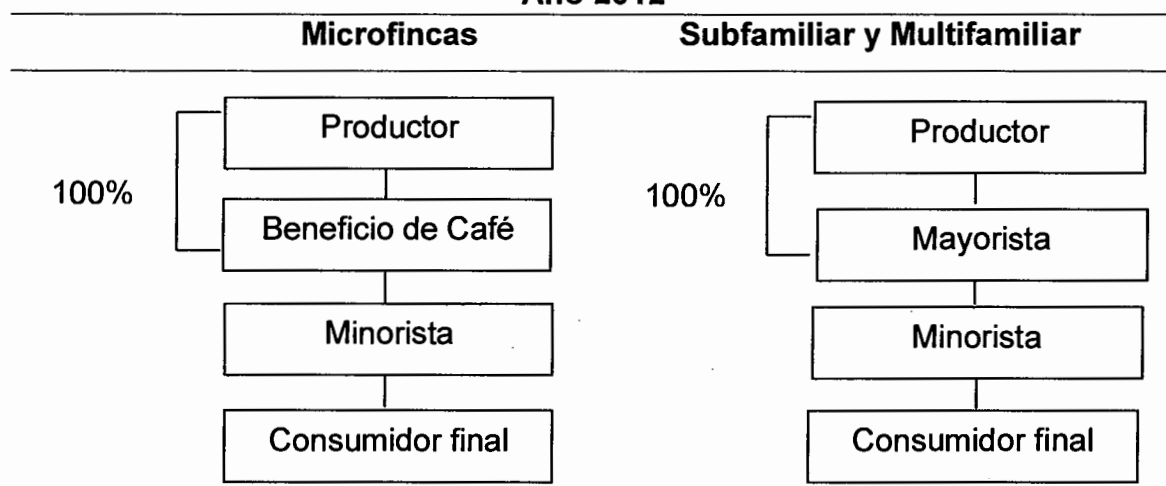 Microfincas Subfamiliar y Multifamiliar
Productor Productor
100% 100%
Beneficio de Café Mayorista
Minorista Minorista
Consumidor final Consumidor final